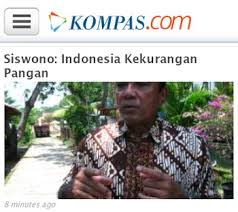 KOMPAS.com
Siswono: Indonesia Kekurangan
Pangan
8 minutes ago